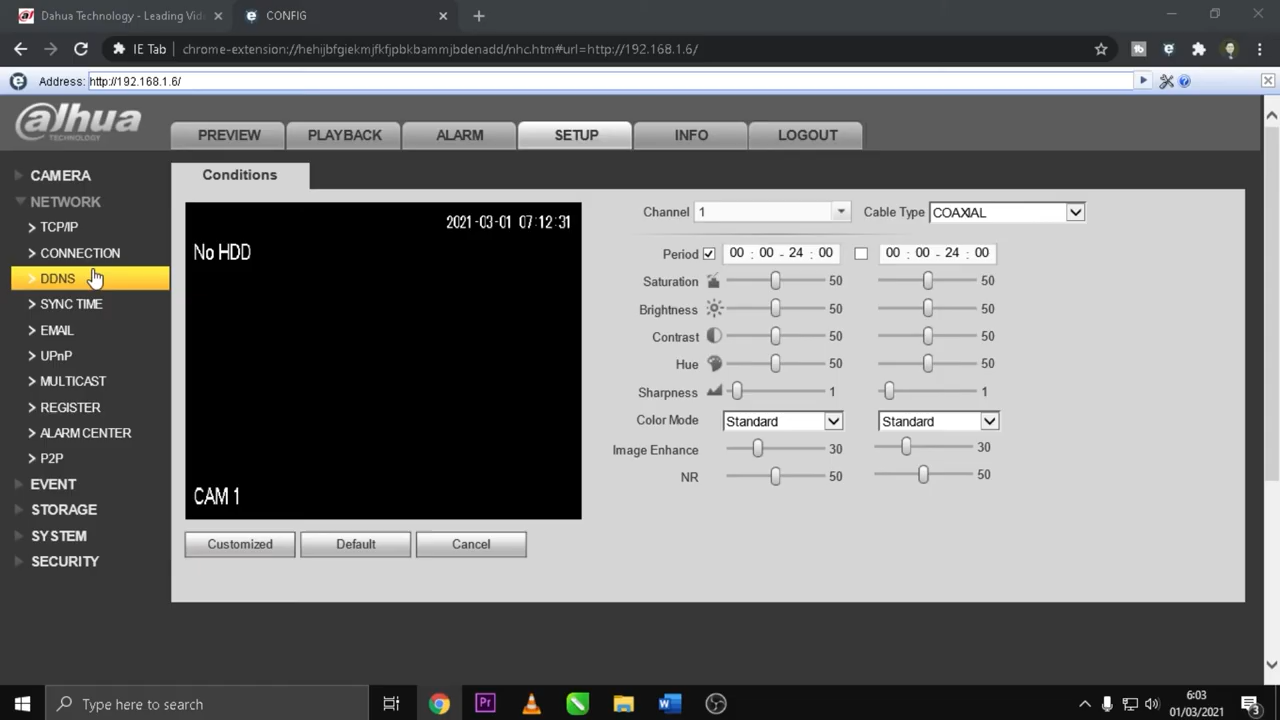 Dahua Technology - Leading Vid
CONFIG
IE Tab chrome-extension://hehijbfgiekmjfkfjpbkbammjbdenadd/nhc.htm#url=http://192.168.1.6/
Address: http://192.168.1.6/
alhua
TECHNOLOGY
PREVIEW PLAYBACK ALARM SETUP INFO LOGOUT
CAMERA
NETWORK
TCP/IP
CONNECTION
DDNS
SYNC TIME
EMAIL
UPnP
MULTICAST
REGISTER
ALARM CENTER
P2P
EVENT
STORAGE
SYSTEM
SECURITY
Conditions
2021-03-01 07:12:31
No HDD
CAM 1
Customized Default Cancel
Channel 1 Cable Type COAXIAL
Period 00 : 00 - 24 : 00 00 : 00 - 24 : 00
Saturation 50 50
Brightness 50 50
Contrast 50 50
Hue 50 50
Sharpness 1 1
Color Mode Standard Standard
Image Enhance 30 30
NR 50 50
Type here to search
6:03
01/03/2021
3